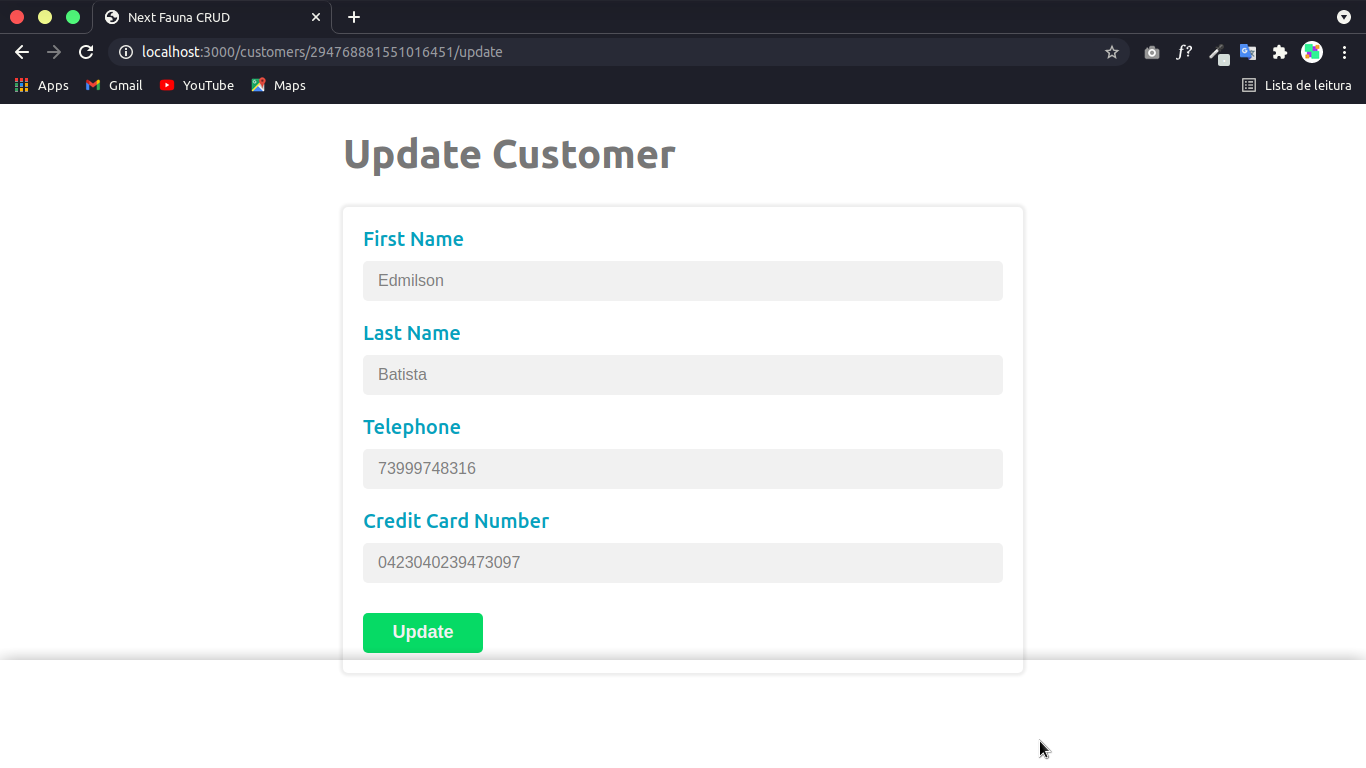 Next Fauna CRUD
localhost:3000/customers/294768881551016451/update
f?
Apps Gmail YouTube Maps Lista de leitura
Update Customer
First Name
Edmilson
Last Name
Batista
Telephone
73999748316
Credit Card Number
0423040239473097
Update